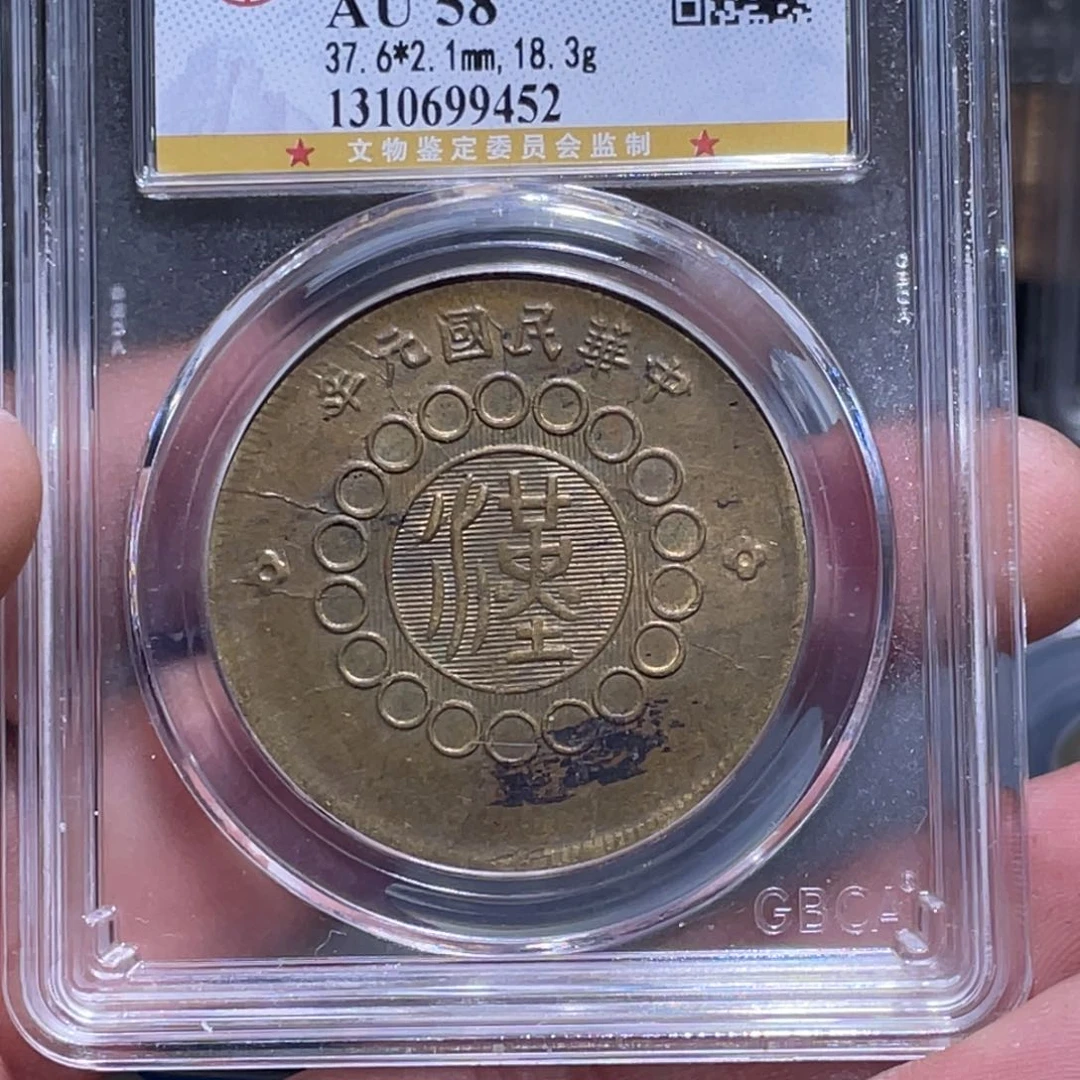 AU 58
37.6*2.1mm,18.3g
1310699452
文物鉴定委员会监制
中華民國元年
漢
GBCA